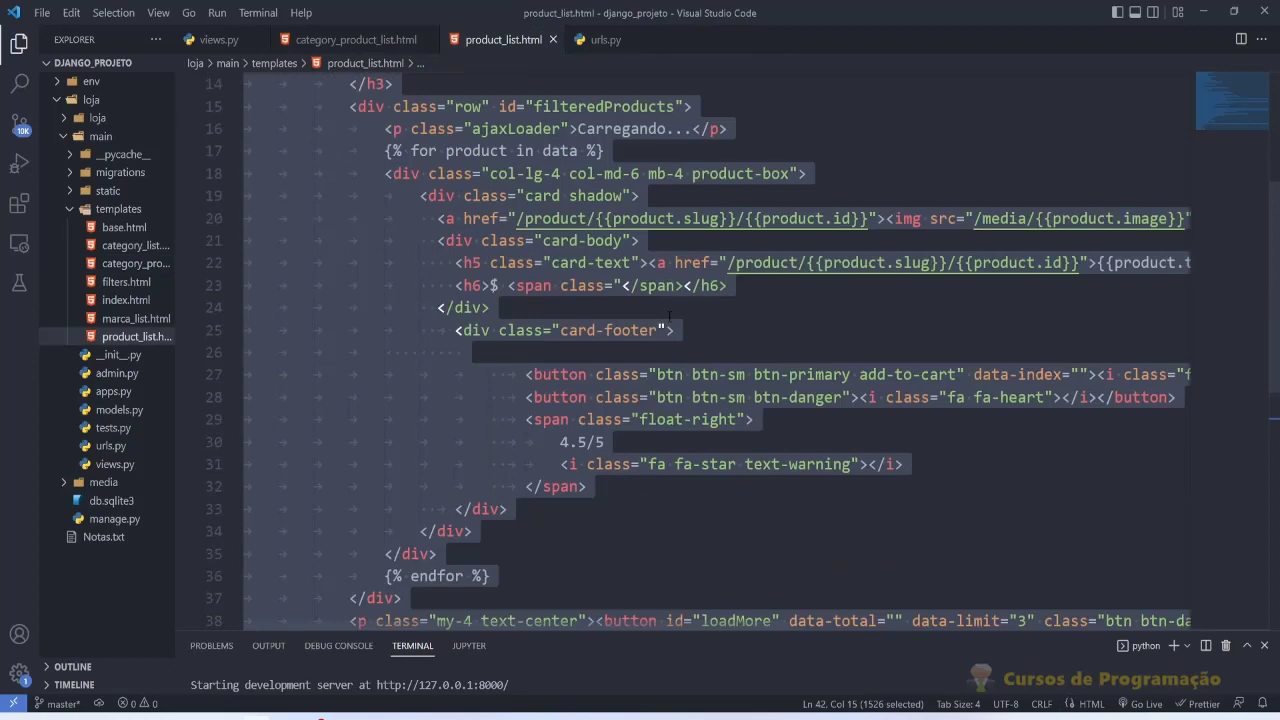 File Edit Selection View Go Run Terminal Help
product_list.html - django_projeto - Visual Studio Code
EXPLORER
views.py
category_product_list.html
product_list.html
urls.py
DJANGO_PROJETO
loja > main > templates > product_list.html > ...
env
loja
loja
main
__pycache__
migrations
static
templates
base.html
category_list....
category_pro...
filters.html
index.html
marca_list.html
product_list.h...
__init__.py
admin.py
apps.py
models.py
tests.py
urls.py
views.py
media
db.sqlite3
manage.py
Notas.txt
OUTLINE
TIMELINE
10K
1
14 </h3>
15 <div class="row" id="filteredProducts">
16 <p class="ajaxLoader">Carregando...</p>
17 {% for product in data %}
18 <div class="col-lg-4 col-md-6 mb-4 product-box">
19 <div class="card shadow">
20 <a href="/product/{{product.slug}}/{{product.id}}"><img src="/media/{{product.image}}"
21 <div class="card-body">
22 <h5 class="card-text"><a href="/product/{{product.slug}}/{{product.id}}">{{product.t
23 <h6>$ <span class="</span></h6>
24 </div>
25 <div class="card-footer">
26
27 <button class="btn btn-sm btn-primary add-to-cart" data-index=""><i class="f
28 <button class="btn btn-sm btn-danger"><i class="fa fa-heart"></i></button>
29 <span class="float-right">
30 4.5/5
31 <i class="fa fa-star text-warning"></i>
32 </span>
33 </div>
34 </div>
35 </div>
36 {% endfor %}
37 </div>
38 <p class="my-4 text-center"><button id="loadMore" data-total="" data-limit="3" class="btn btn-da
PROBLEMS OUTPUT DEBUG CONSOLE TERMINAL JUPYTER
python
Starting development server at http://127.0.0.1:8000/
Cursos de Programação
master* 0 0 Ln 42, Col 15 (1526 selected) Tab Size: 4 UTF-8 CRLF HTML Go Live Prettier